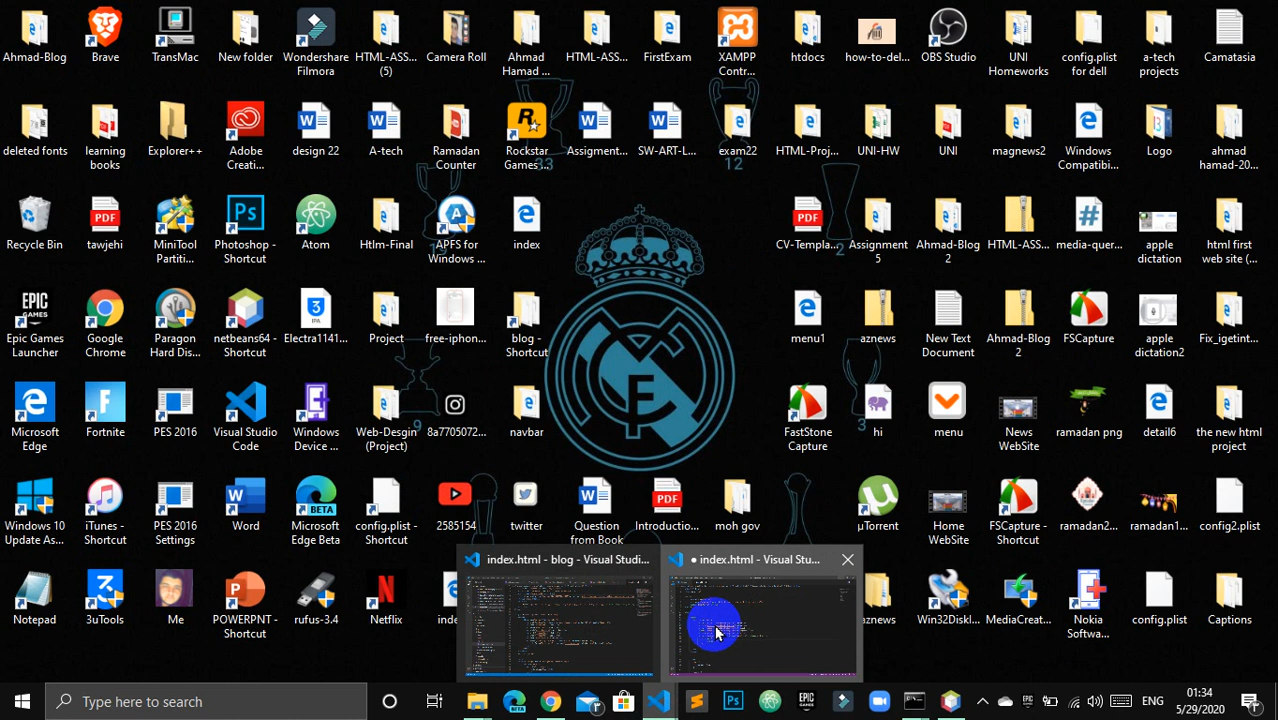 Ahmad-Blog
Brave
TransMac
New folder
Wondershare
Filmora
HTML-ASS...
(5)
Camera Roll
Ahmad
Hamad ...
HTML-ASS...
FirstExam
XAMPP
Contr...
htdocs
how-to-del...
OBS Studio
UNI
Homeworks
config.plist
for dell
a-tech
projects
Camatasia
deleted fonts
learning
books
Explorer++
Adobe
Creati...
design 22
A-tech
Ramadan
Counter
Rockstar
Games ...
Assigment...
SW-ART-L...
exam22
HTML-Proj...
UNI-HW
UNI
magnews2
Windows
Compatibi...
Logo
ahmad
hamad-20...
33
12
Recycle Bin
tawjehi
MiniTool
Partiti...
Photoshop -
Shortcut
Atom
Htlm-Final
APFS for
Windows ...
index
CV-Templa...
Assignment
5
Ahmad-Blog
2
HTML-ASS...
media-quer...
apple
dictation
html first
web site (...
2
Epic Games
Launcher
Google
Chrome
Paragon
Hard Dis...
netbeans64 -
Shortcut
Electra1141...
Project
free-iphon...
blog -
Shortcut
menu1
aznews
New Text
Document
Ahmad-Blog
2
FSCapture
apple
dictation2
Fix_igetint...
Microsoft
Edge
Fortnite
PES 2016
Visual Studio
Code
Windows
Device ...
Web-Desgin
(Project)
8a7705072...
navbar
FastStone
Capture
hi
menu
News
WebSite
ramadan png
detail6
the new html
project
9
3
Windows 10
Update As...
iTunes -
Shortcut
PES 2016
Settings
Word
Microsoft
Edge Beta
config.plist -
Shortcut
2585154
twitter
Question
from Book
Introductio...
moh gov
µTorrent
Home
WebSite
FSCapture -
Shortcut
ramadan2...
ramadan1...
config2.plist
index.html - blog - Visual Studi...
● index.html - Visual Stu...
Notepad
3uTools
Me
POWERPNT -
Shortcut
rufus-3.4
Netflix
aznews
Win32DiskI...
MediaCreat...
Nokia
Softwa...
config.plist
Captions
Type here to search
ENG
01:34
5/29/2020